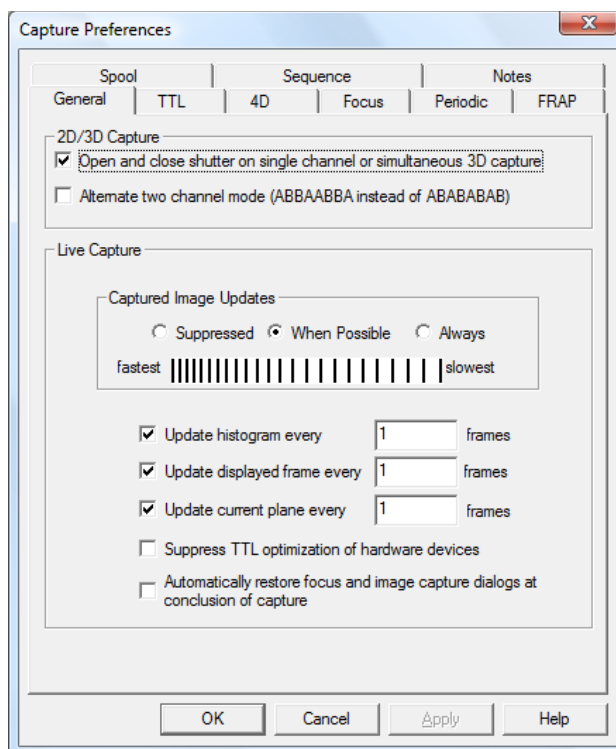 Capture Preferences
Spool Sequence Notes
General TTL 4D Focus Periodic FRAP
2D/3D Capture
Open and close shutter on single channel or simultaneous 3D capture
Alternate two channel mode (ABBAABBA instead of ABABABAB)
Live Capture
Captured Image Updates
Suppressed When Possible Always
fastest slowest
Update histogram every 1 frames
Update displayed frame every 1 frames
Update current plane every 1 frames
Suppress TTL optimization of hardware devices
Automatically restore focus and image capture dialogs at
conclusion of capture
OK Cancel Apply Help